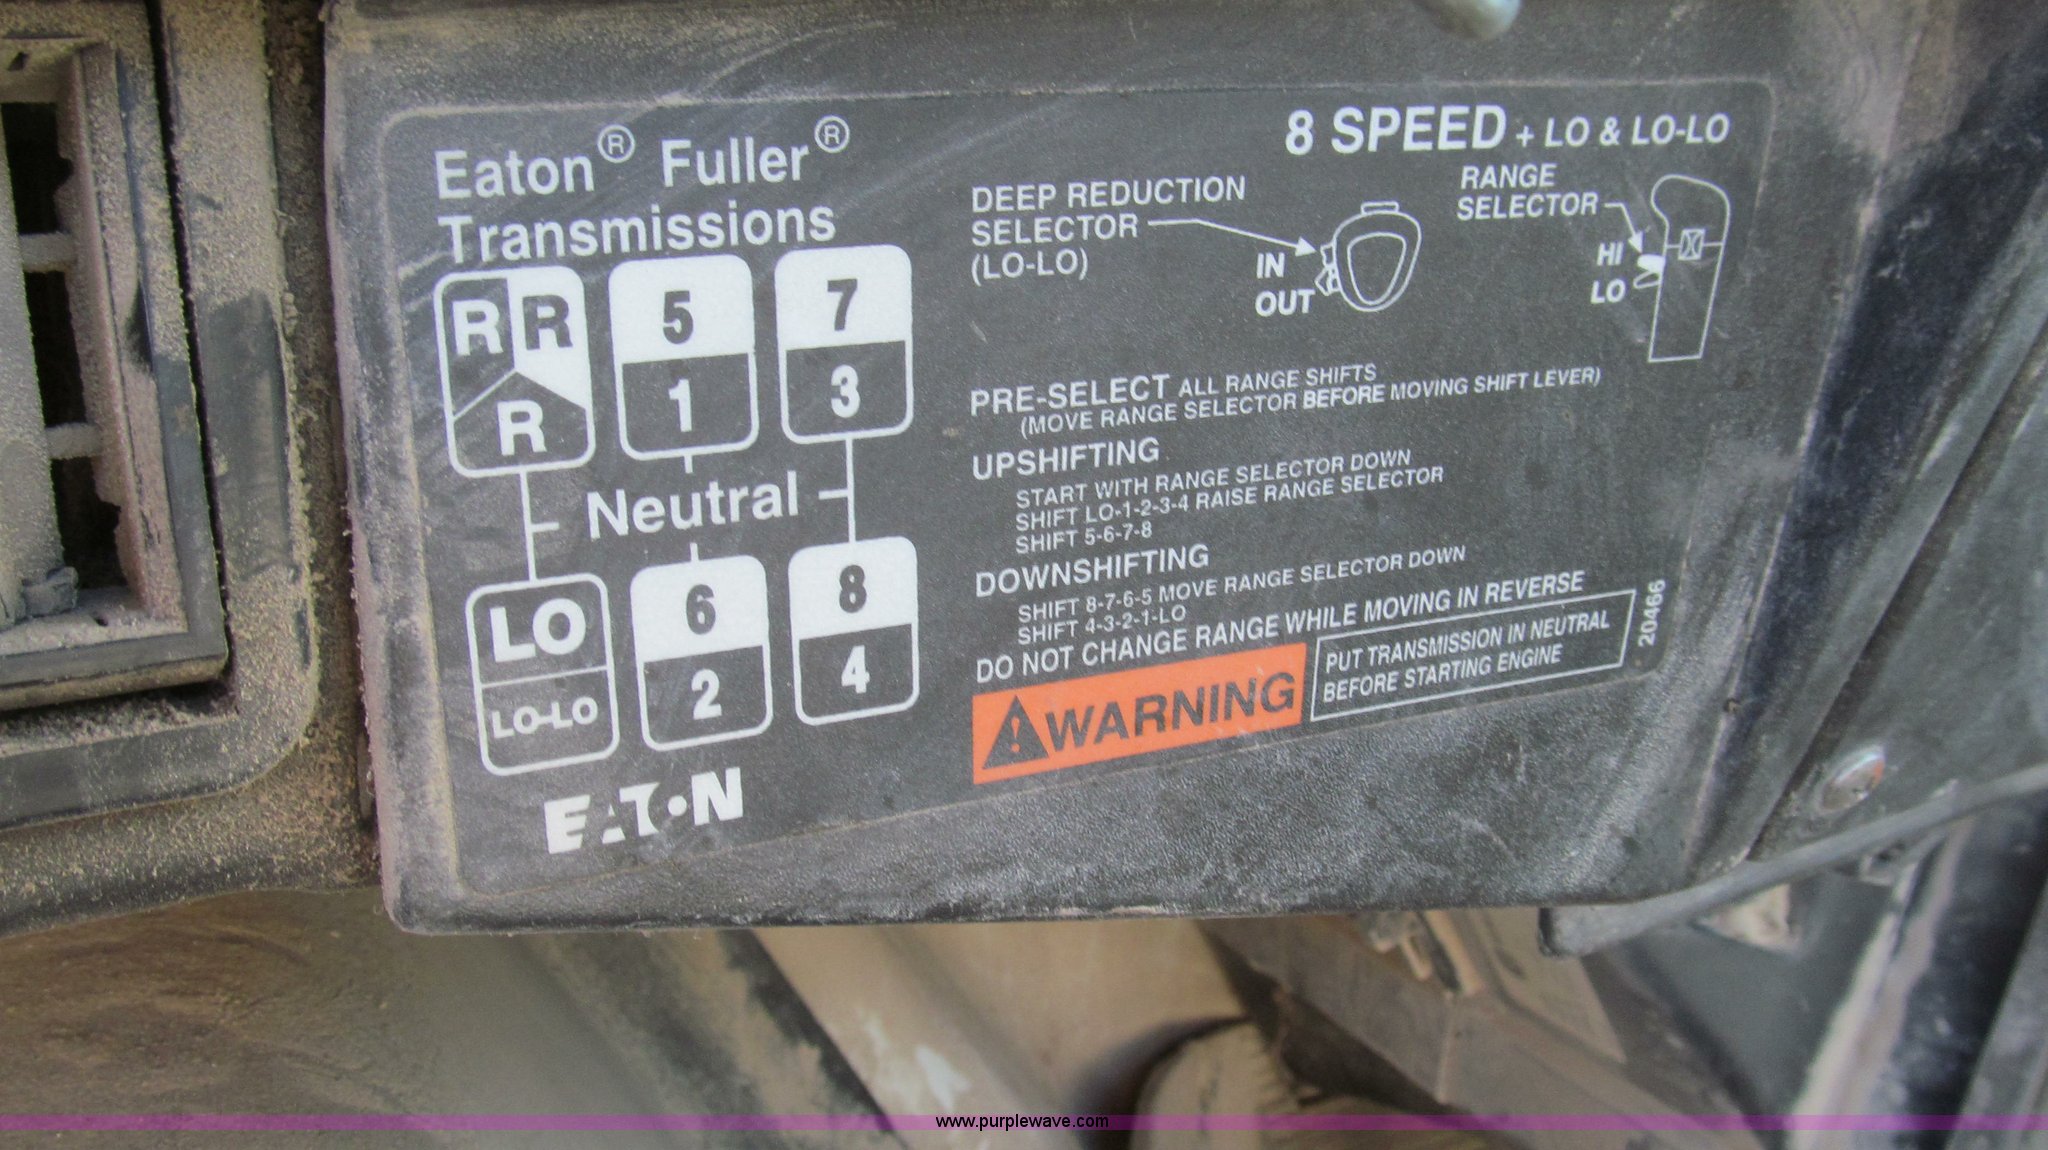 Eaton® Fuller®
Transmissions
R R
R
5
1
7
3
Neutral
LO
LO-LO
6
2
8
4
EATON
8 SPEED + LO & LO-LO
DEEP REDUCTION
SELECTOR
(LO-LO)
IN
OUT
RANGE
SELECTOR
HI
LO
PRE-SELECT ALL RANGE SHIFTS
(MOVE RANGE SELECTOR BEFORE MOVING SHIFT LEVER)
UPSHIFTING
START WITH RANGE SELECTOR DOWN
SHIFT LO-1-2-3-4 RAISE RANGE SELECTOR
SHIFT 5-6-7-8
DOWNSHIFTING
SHIFT 8-7-6-5 MOVE RANGE SELECTOR DOWN
SHIFT 4-3-2-1-LO
DO NOT CHANGE RANGE WHILE MOVING IN REVERSE
WARNING
PUT TRANSMISSION IN NEUTRAL
BEFORE STARTING ENGINE
20466
www.purplewave.com